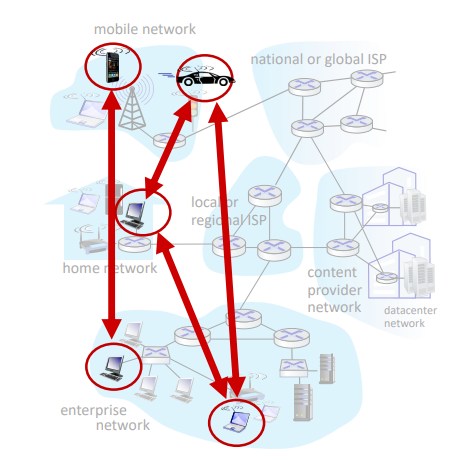 mobile network
national or global ISP
local or
regional ISP
home network
content
provider
network
datacenter
network
enterprise
network